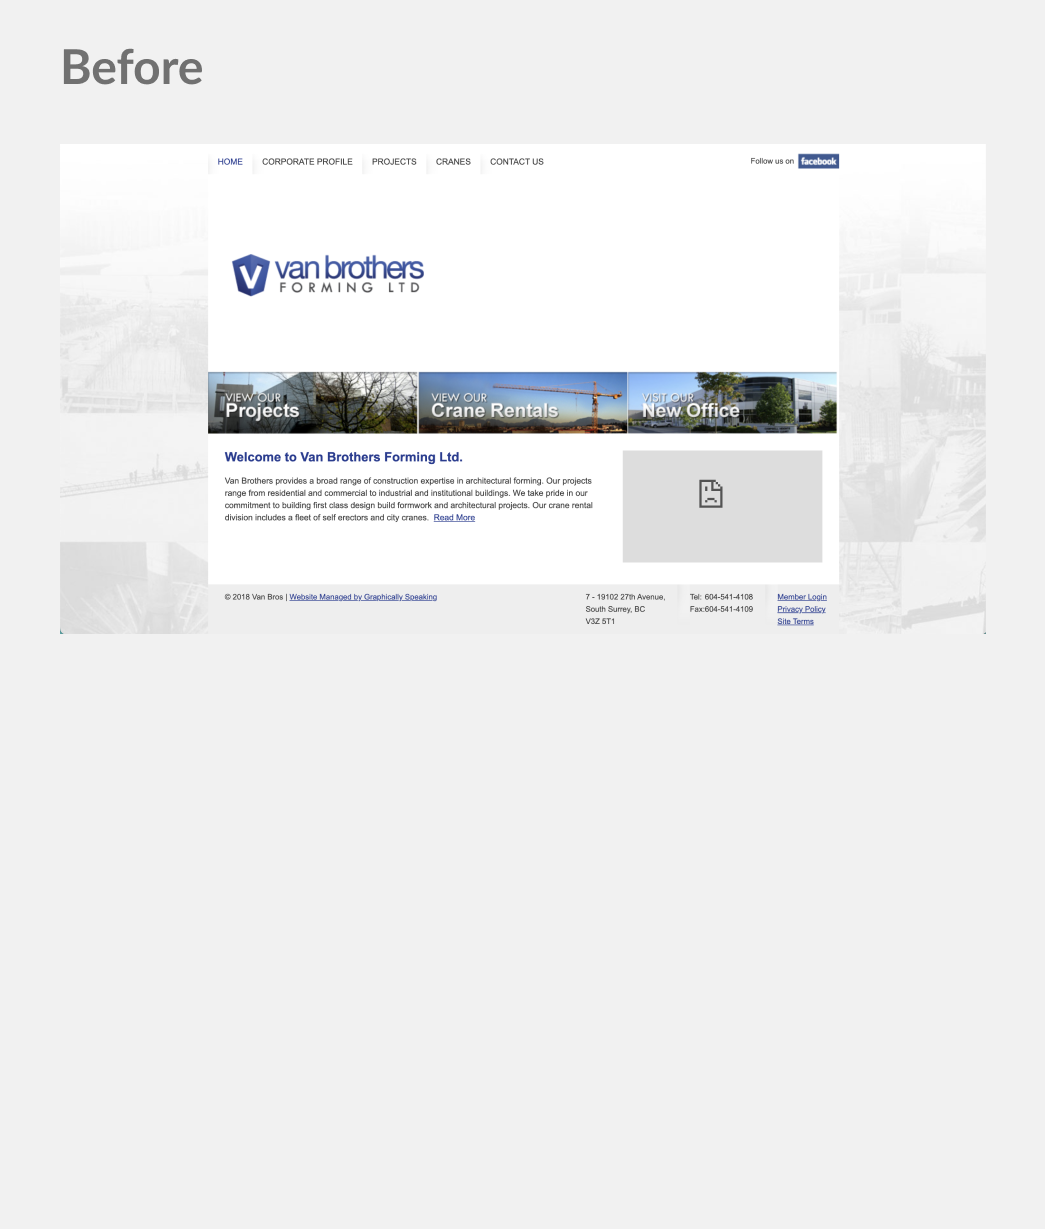 Before
HOME CORPORATE PROFILE PROJECTS CRANES CONTACT US Follow us on facebook
V van brothers
FORMING LTD
VIEW OUR
Projects
VIEW OUR
Crane Rentals
VISIT OUR
New Office
Welcome to Van Brothers Forming Ltd.
Van Brothers provides a broad range of construction expertise in architectural forming. Our projects
range from residential and commercial to industrial and institutional buildings. We take pride in our
commitment to building first class design build formwork and architectural projects. Our crane rental
division includes a fleet of self erectors and city cranes. Read More
© 2018 Van Bros | Website Managed by Graphically Speaking
7 - 19102 27th Avenue,
South Surrey, BC
V3Z 5T1
Tel: 604-541-4108
Fax:604-541-4109
Member Login
Privacy Policy
Site Terms